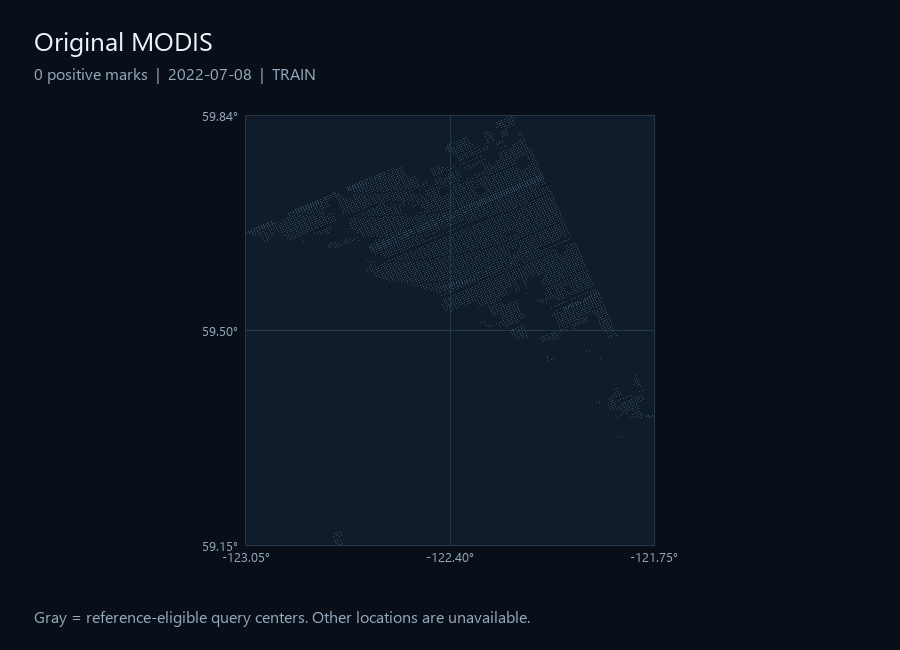 Original MODIS
0 positive marks | 2022-07-08 | TRAIN
59.84°
59.50°
59.15°
-123.05° -122.40° -121.75°
Gray = reference-eligible query centers. Other locations are unavailable.